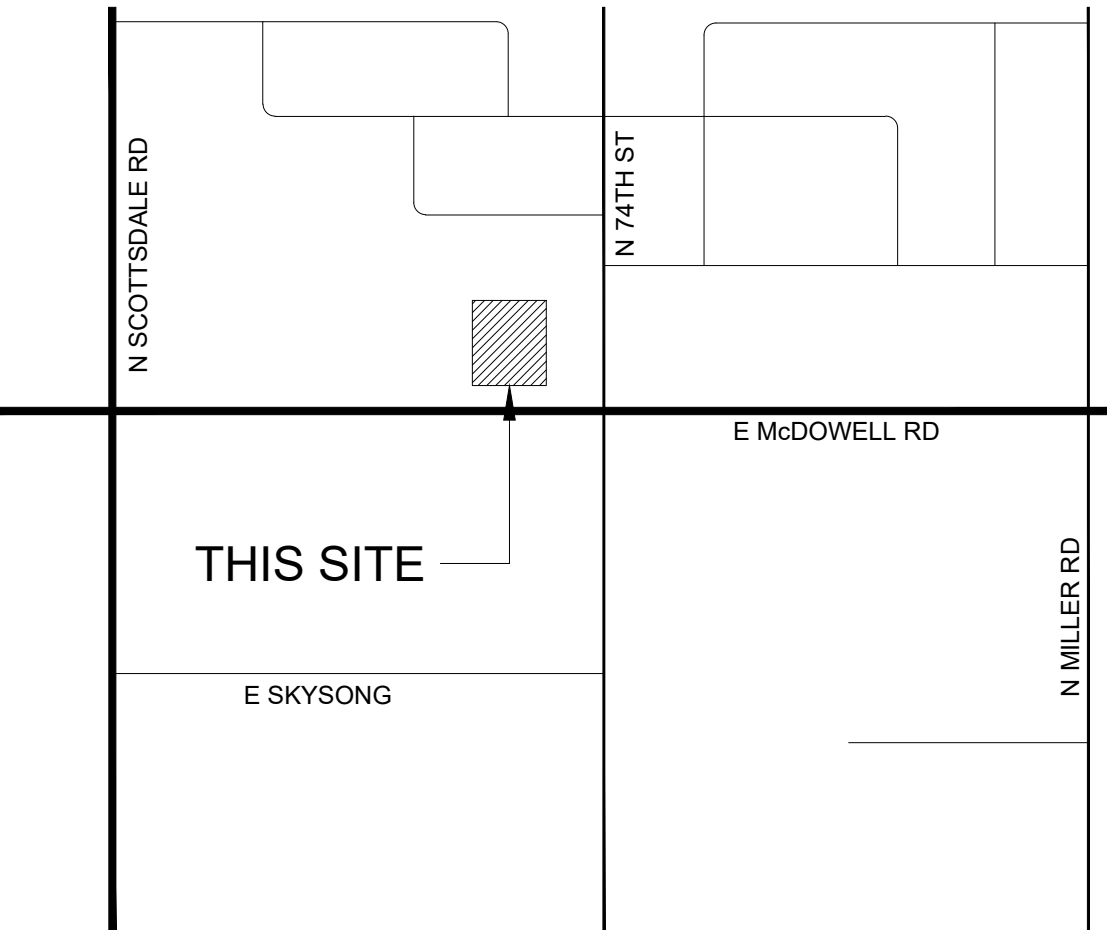 N SCOTTSDALE RD
N 74TH ST
E McDOWELL RD
THIS SITE
N MILLER RD
E SKYSONG